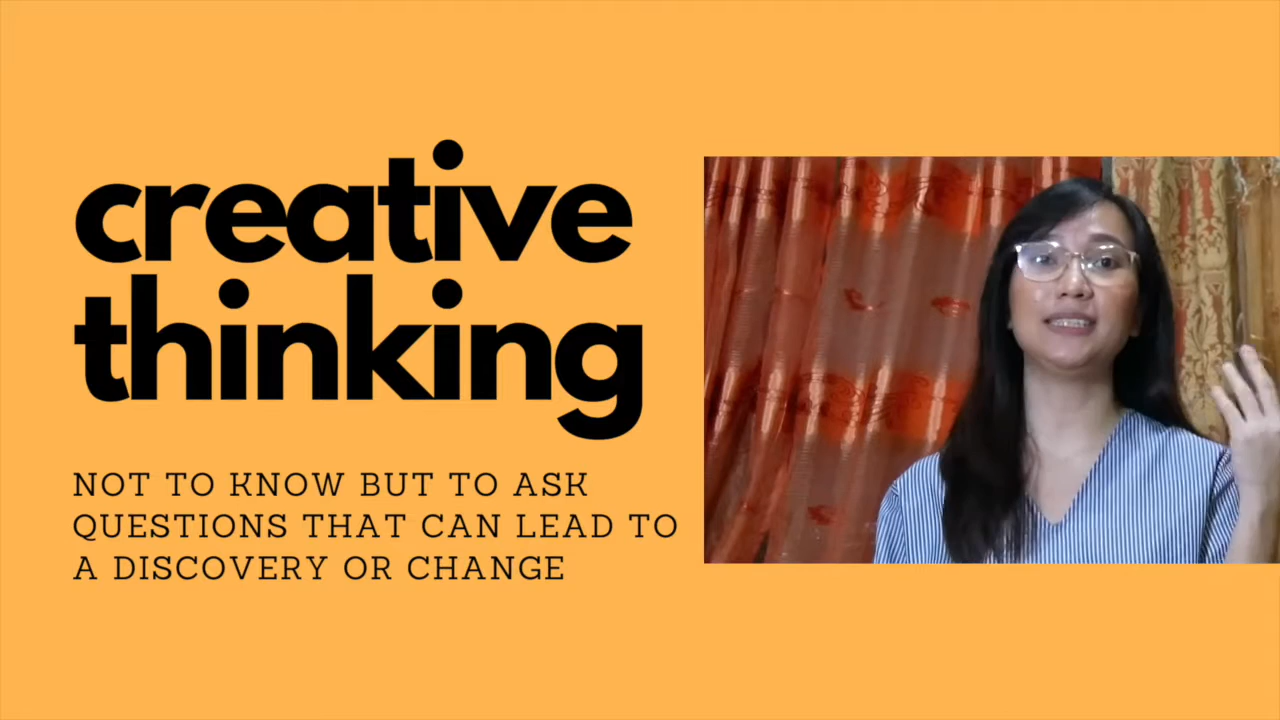 creative
thinking
NOT TO KNOW BUT TO ASK
QUESTIONS THAT CAN LEAD TO
A DISCOVERY OR CHANGE